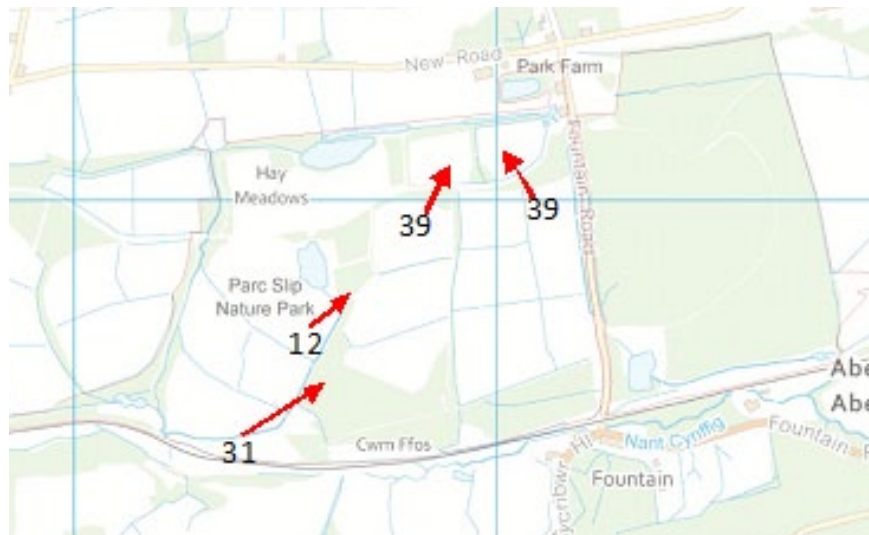 New Road
Park Farm
Fountain Road
Hay
Meadows
39
39
Parc Slip
Nature Park
12
31
Cwm Ffos
Abe
Abe
Nant Cynffig
Fountain
Fountain